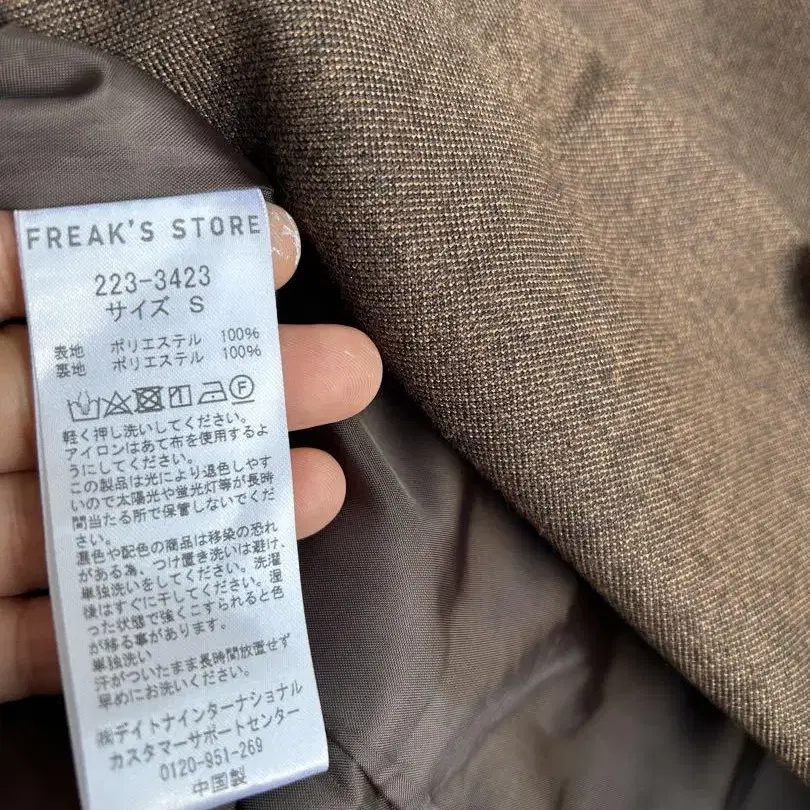 FREAK'S STORE
223-3423
サイズ S
表地 ポリエステル 100%
裏地 ポリエステル 100%
F
軽く押し洗いしてください。
アイロンはあて布を使用するよ
うにしてください。
この製品は光により退色しやす
いので太陽光や蛍光灯等が長時
間当たる所で保管しないでくだ
さい。
濃色や配色の商品は移染の恐れ
がある為、つけ置き洗いは避け、
単独洗いをしてください。洗濯
後はすぐに干してください。湿
った状態で強くこすられると色
が移る事があります。
単独洗い
汗がついたまま長時間放置せず
早めにお洗いください。
㈱デイトナインターナショナル
カスタマーサポートセンター
0120-951-269
中国製